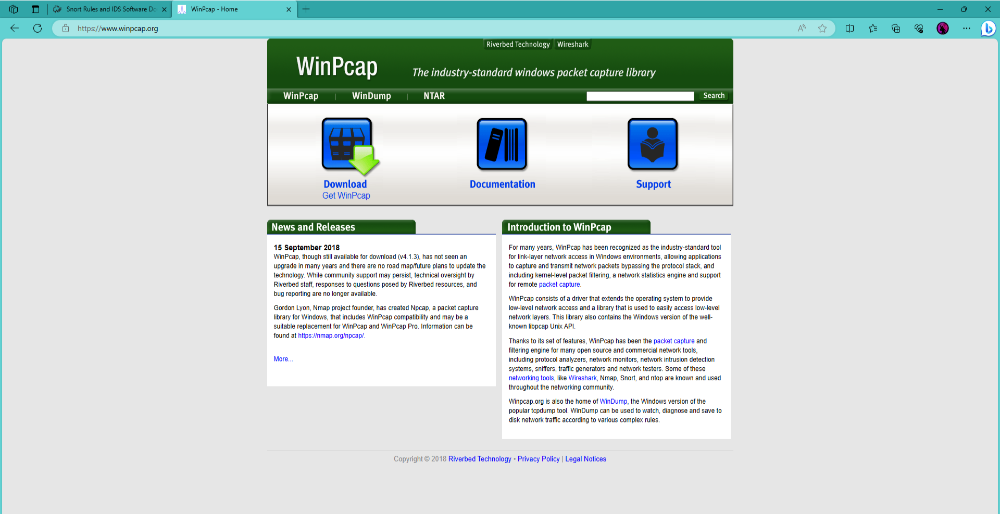 Snort Rules and IDS Software Do
WinPcap - Home
https://www.winpcap.org
Riverbed Technology Wireshark
WinPcap
The industry-standard windows packet capture library
WinPcap | WinDump | NTAR
Search
Download
Get WinPcap
Documentation
Support
News and Releases
15 September 2018
WinPcap, though still available for download (v4.1.3), has not seen an
upgrade in many years and there are no road map/future plans to update the
technology. While community support may persist, technical oversight by
Riverbed staff, responses to questions posed by Riverbed resources, and
bug reporting are no longer available.
Gordon Lyon, Nmap project founder, has created Npcap, a packet capture
library for Windows, that includes WinPcap compatibility and may be a
suitable replacement for WinPcap and WinPcap Pro. Information can be
found at https://nmap.org/npcap/.
More...
Introduction to WinPcap
For many years, WinPcap has been recognized as the industry-standard tool
for link-layer network access in Windows environments, allowing applications
to capture and transmit network packets bypassing the protocol stack, and
including kernel-level packet filtering, a network statistics engine and support
for remote packet capture.
WinPcap consists of a driver that extends the operating system to provide
low-level network access and a library that is used to easily access low-level
network layers. This library also contains the Windows version of the well-
known libpcap Unix API.
Thanks to its set of features, WinPcap has been the packet capture and
filtering engine for many open source and commercial network tools,
including protocol analyzers, network monitors, network intrusion detection
systems, sniffers, traffic generators and network testers. Some of these
networking tools, like Wireshark, Nmap, Snort, and ntop are known and used
throughout the networking community.
Winpcap.org is also the home of WinDump, the Windows version of the
popular tcpdump tool. WinDump can be used to watch, diagnose and save to
disk network traffic according to various complex rules.
Copyright © 2018 Riverbed Technology • Privacy Policy | Legal Notices